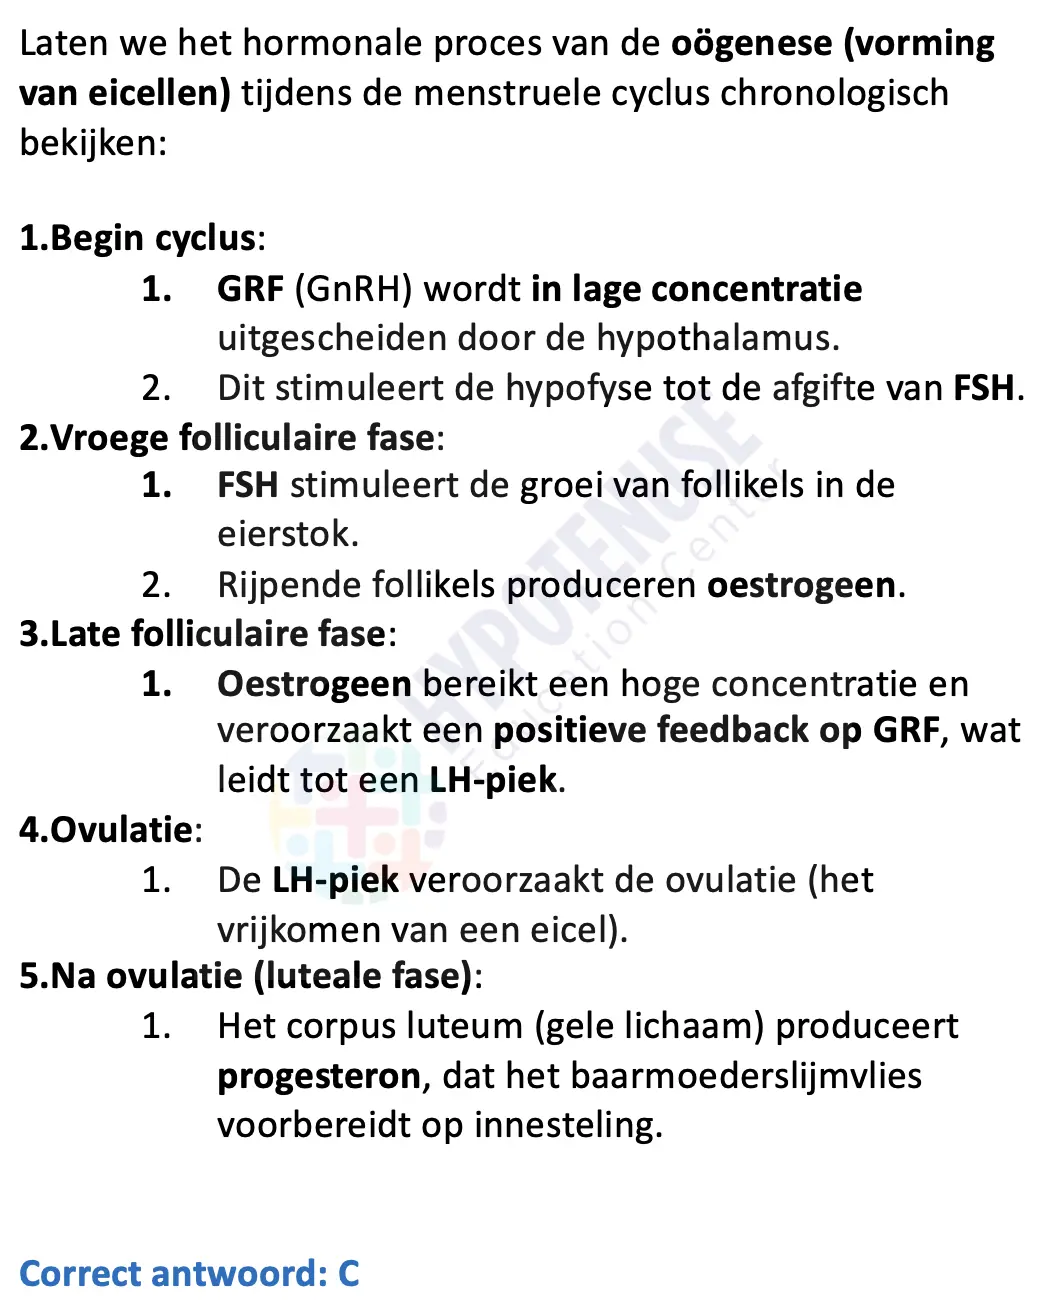 Laten we het hormonale proces van de oögenese (vorming
van eicellen) tijdens de menstruele cyclus chronologisch
bekijken:
1.Begin cyclus:
1. GRF (GnRH) wordt in lage concentratie
uitgescheiden door de hypothalamus.
2. Dit stimuleert de hypofyse tot de afgifte van FSH.
2.Vroege folliculaire fase:
1. FSH stimuleert de groei van follikels in de
eierstok.
2. Rijpende follikels produceren oestrogeen.
3.Late folliculaire fase:
1. Oestrogeen bereikt een hoge concentratie en
veroorzaakt een positieve feedback op GRF, wat
leidt tot een LH-piek.
4.Ovulatie:
1. De LH-piek veroorzaakt de ovulatie (het
vrijkomen van een eicel).
5.Na ovulatie (luteale fase):
1. Het corpus luteum (gele lichaam) produceert
progesteron, dat het baarmoederslijmvlies
voorbereidt op innesteling.
Correct antwoord: C
HYPOTENUSE
Education Center